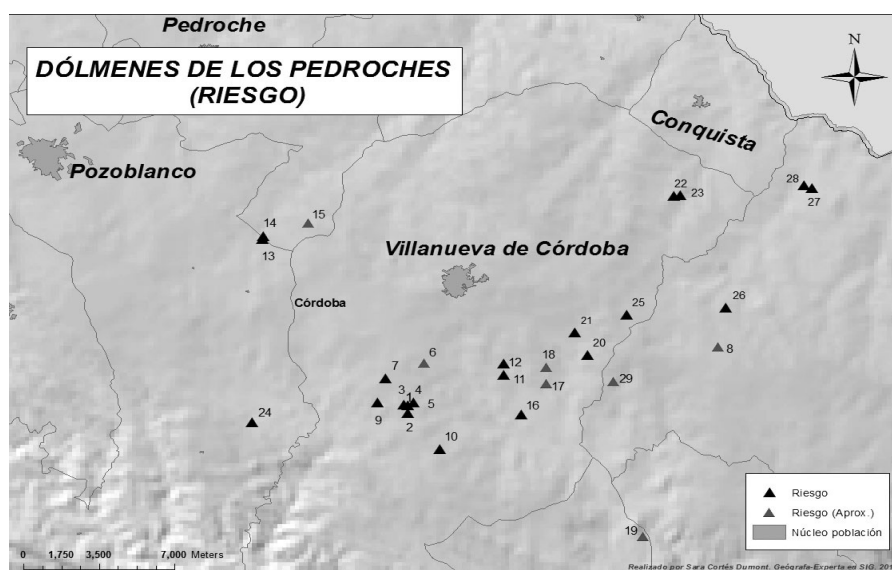 Pedroche
DÓLMENES DE LOS PEDROCHES
(RIESGO)
N
Conquista
Pozoblanco
22
23
28
27
15
14
13
Villanueva de Córdoba
Córdoba
25
26
21
20
8
7
6
12
11
18
17
29
3
1
4
5
9
2
16
24
10
19
Riesgo
Riesgo (Aprox.)
Núcleo población
0 1,750 3,500 7,000 Meters
Realizado por Sara Cortés Dumont. Geógrafa-Experta en SIG.